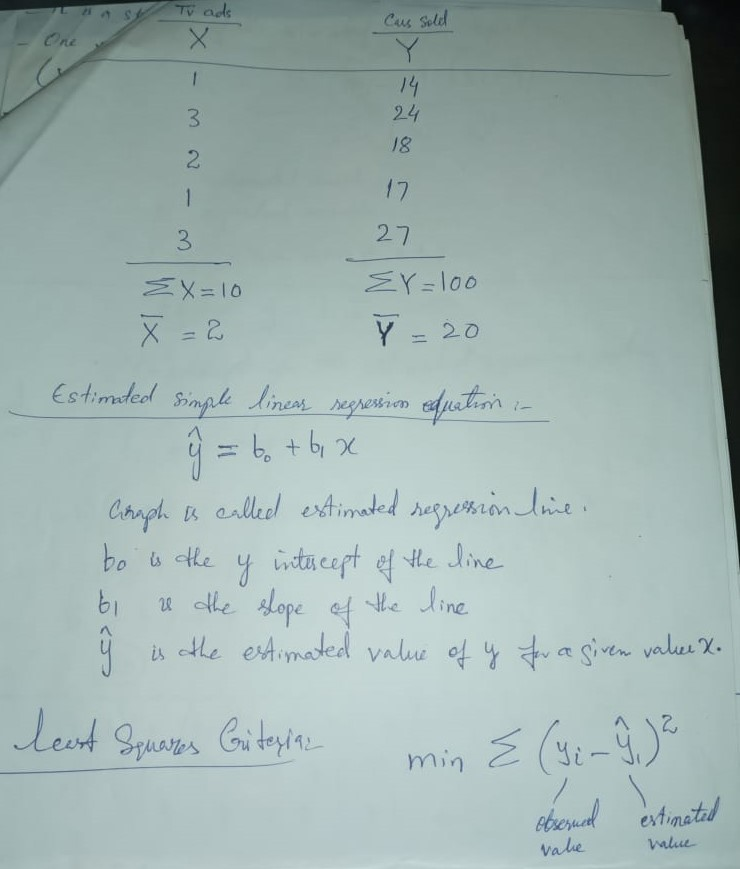 Tv ads Cars sold
One X Y
1 14
3 24
2 18
1 17
3 27
ΣX=10 ΣY=100
X̄ = 2 Ȳ = 20
Estimated simple linear regression equation :-
ŷ = b₀ + b₁ x
Graph is called estimated regression line.
b₀ is the y intercept of the line
b₁ is the slope of the line
ŷ is the estimated value of y for a given value x.
least Squares Criteria:- min Σ (yᵢ - ŷᵢ)²
observed estimated
value value